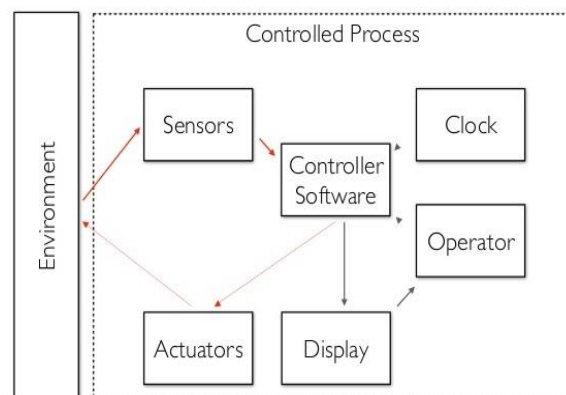 Controlled Process
Environment
Sensors
Clock
Controller
Software
Operator
Actuators
Display